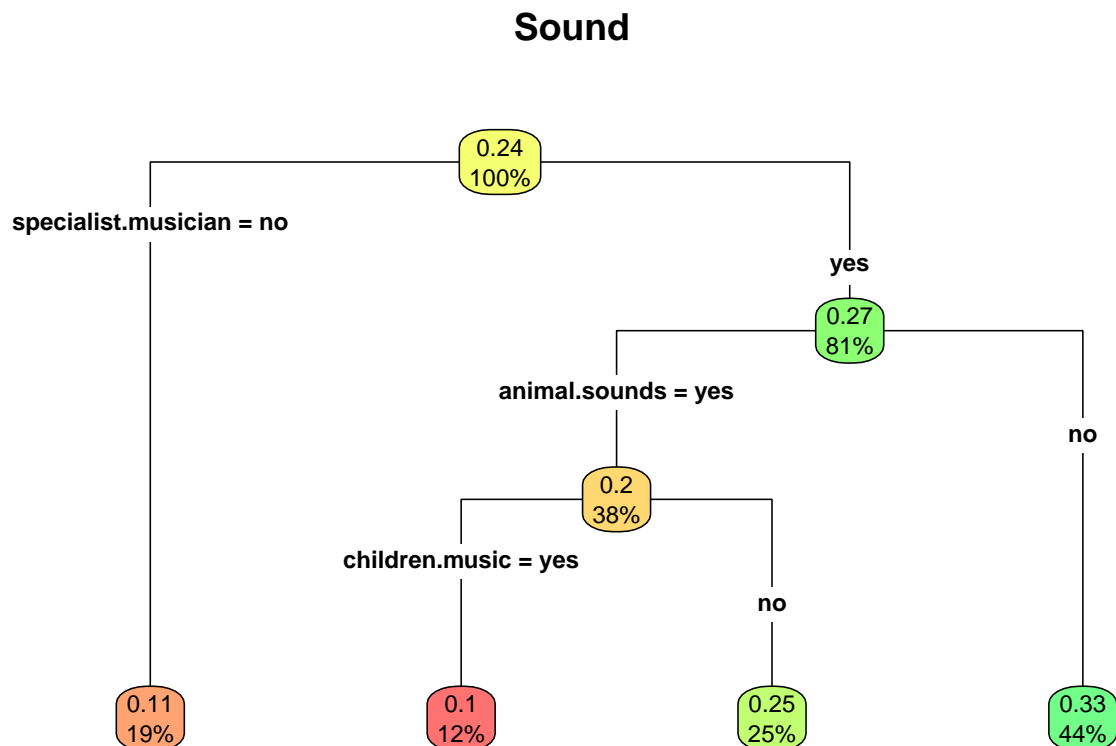 Sound
0.24
100%
specialist.musician = no
yes
0.27
81%
animal.sounds = yes
no
0.2
38%
children.music = yes
no
0.11
19%
0.1
12%
0.25
25%
0.33
44%